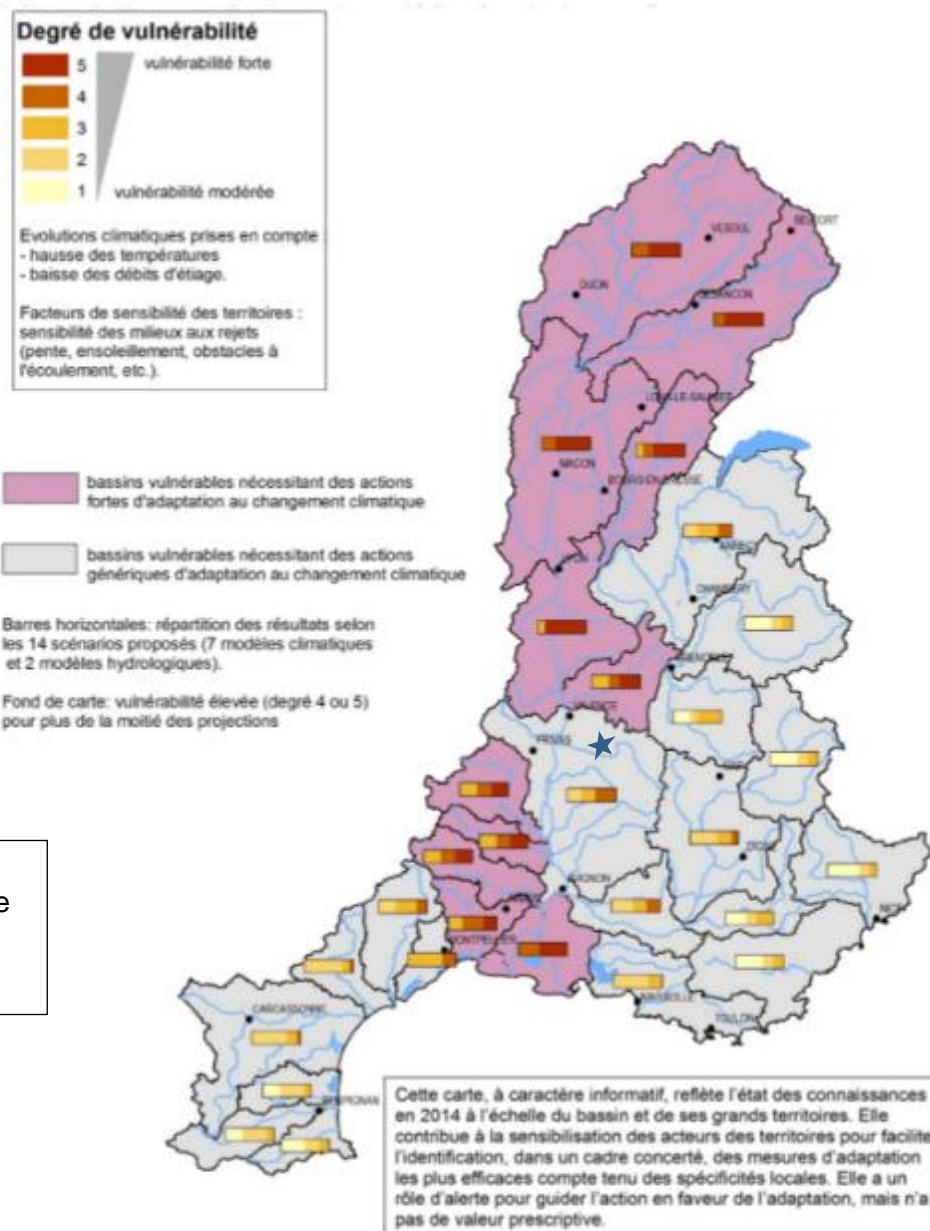 Degré de vulnérabilité
5 vulnérabilité forte
4
3
2
1 vulnérabilité modérée
Evolutions climatiques prises en compte
- hausse des températures
- baisse des débits d'étiage.
Facteurs de sensibilité des territoires :
sensibilité des milieux aux rejets
(pente, ensoleillement, obstacles à
l'écoulement, etc.).
bassins vulnérables nécessitant des actions
fortes d'adaptation au changement climatique
bassins vulnérables nécessitant des actions
génériques d'adaptation au changement climatique
Barres horizontales: répartition des résultats selon
les 14 scénarios proposés (7 modèles climatiques
et 2 modèles hydrologiques).
Fond de carte: vulnérabilité élevée (degré 4 ou 5)
pour plus de la moitié des projections
e
VESOUL
BELFORT
DIJON
BESANCON
MACON
BOURG-EN-BRESSE
ANNECY
CHAMBERY
GRENOBLE
VALENCE
PRIVAS
DIGNE
AVIGNON
NICE
MONTPELLIER
MARSEILLE
TOULON
CARCASSONNE
PERPIGNAN
Cette carte, à caractère informatif, reflète l'état des connaissances
en 2014 à l'échelle du bassin et de ses grands territoires. Elle
contribue à la sensibilisation des acteurs des territoires pour facilite
l'identification, dans un cadre concerté, des mesures d'adaptation
les plus efficaces compte tenu des spécificités locales. Elle a un
rôle d'alerte pour guider l'action en faveur de l'adaptation, mais n'a
pas de valeur prescriptive.